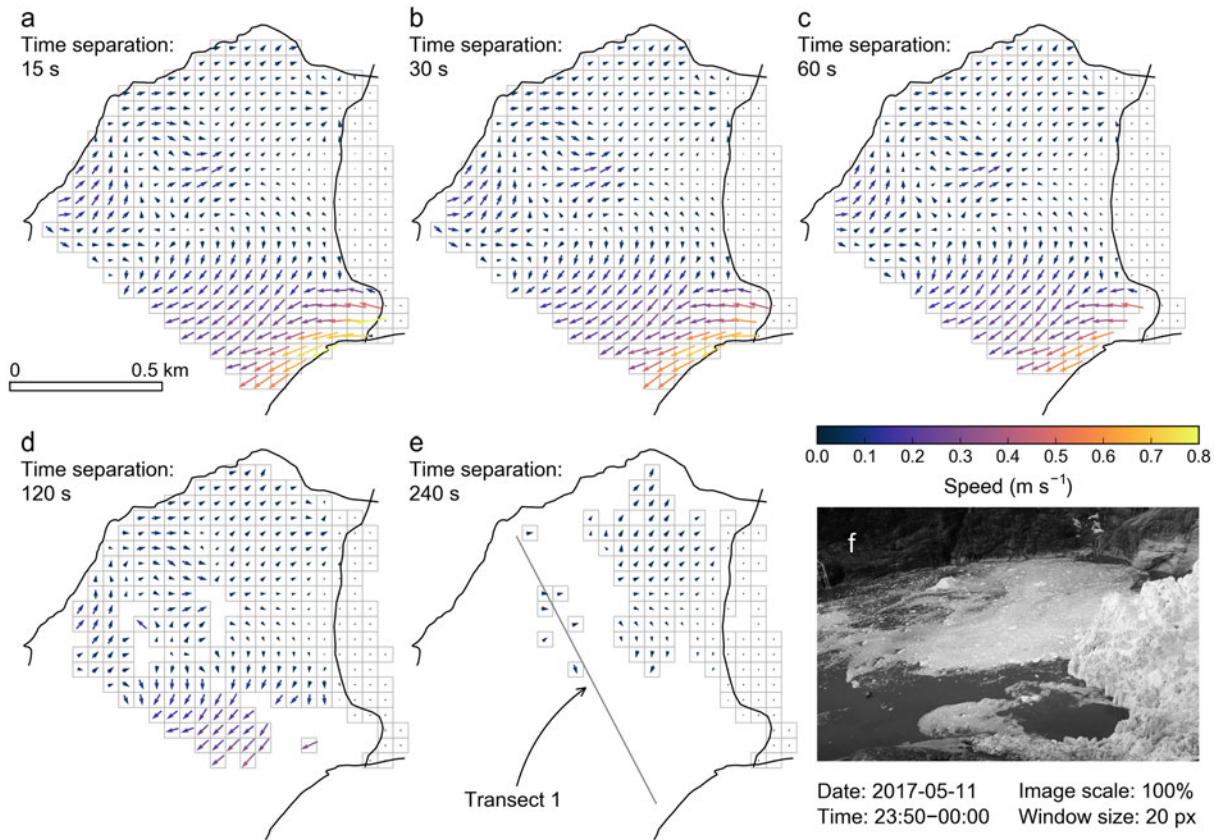 a
Time separation:
15 s
b
Time separation:
30 s
c
Time separation:
60 s
0 0.5 km
d
Time separation:
120 s
e
Time separation:
240 s
Transect 1
0.0 0.1 0.2 0.3 0.4 0.5 0.6 0.7 0.8
Speed (m s⁻¹)
f
Date: 2017-05-11 Image scale: 100%
Time: 23:50–00:00 Window size: 20 px